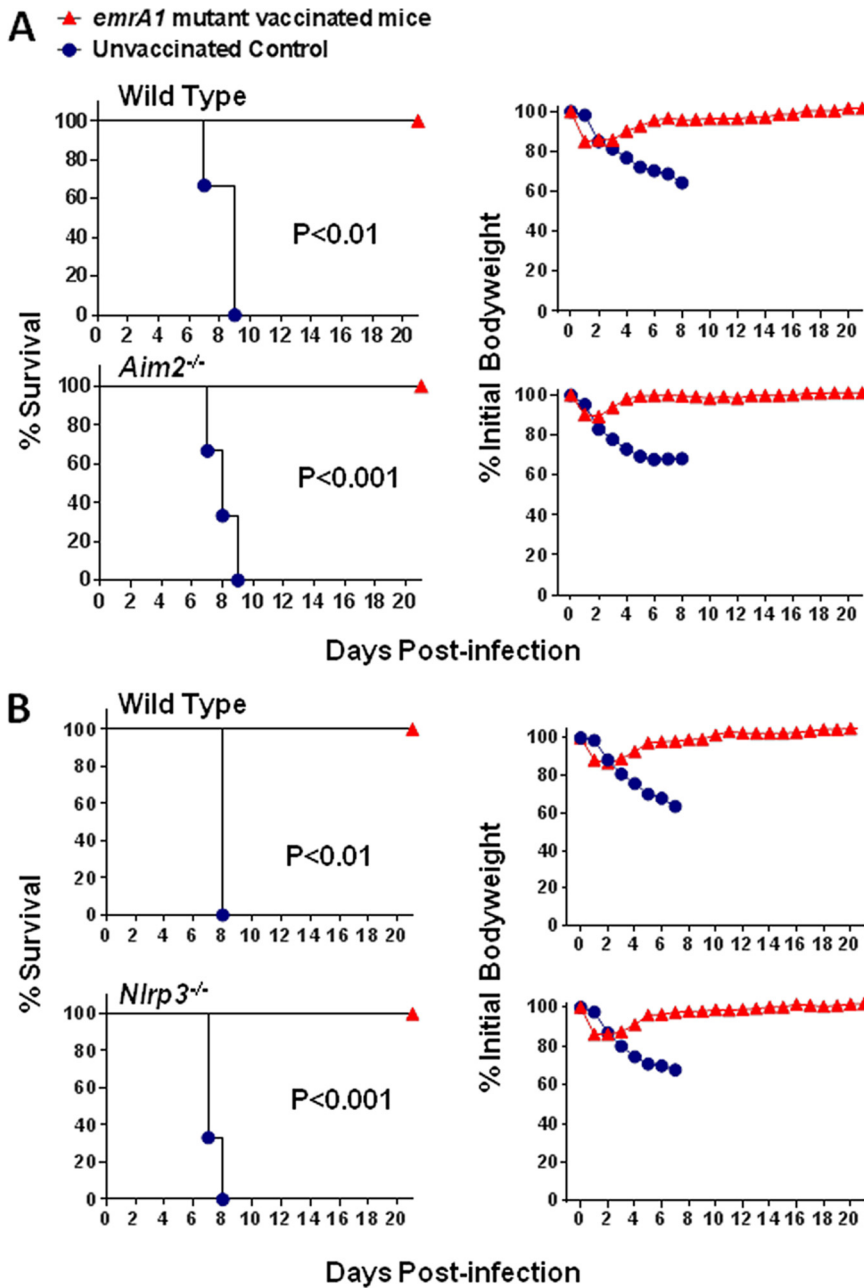 A
emrA1 mutant vaccinated mice
Unvaccinated Control
Wild Type
% Survival
100
80
60
40
20
0
P<0.01
0 2 4 6 8 10 12 14 16 18 20
% Initial Bodyweight
100
80
60
40
20
0
0 2 4 6 8 10 12 14 16 18 20
Aim2-/-
100
80
60
40
20
0
P<0.001
0 2 4 6 8 10 12 14 16 18 20
100
80
60
40
20
0
0 2 4 6 8 10 12 14 16 18 20
Days Post-infection
B
Wild Type
% Survival
100
80
60
40
20
0
P<0.01
0 2 4 6 8 10 12 14 16 18 20
% Initial Bodyweight
100
80
60
40
20
0
0 2 4 6 8 10 12 14 16 18 20
Nlrp3-/-
100
80
60
40
20
0
P<0.001
0 2 4 6 8 10 12 14 16 18 20
100
80
60
40
20
0
0 2 4 6 8 10 12 14 16 18 20
Days Post-infection